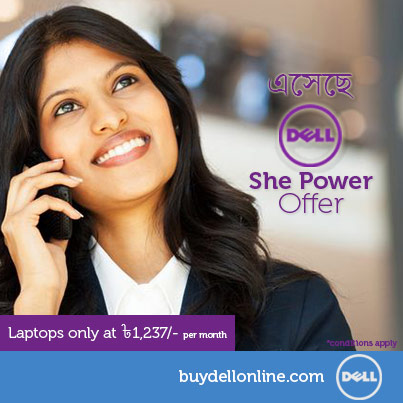 এসেছে
DELL
She Power
Offer
Laptops only at ৳1,237/- per month
*conditions apply
buydellonline.com DELL